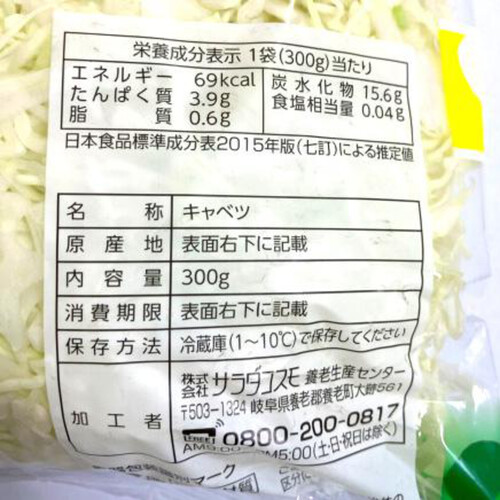 栄養成分表示 1袋(300g)当たり
エネルギー 69kcal 炭水化物 15.6g
たんぱく質 3.9g 食塩相当量 0.04g
脂質 0.6g
日本食品標準成分表2015年版(七訂)による推定値
名称 キャベツ
原産地 表面右下に記載
内容量 300g
消費期限 表面右下に記載
保存方法 冷蔵庫(1~10℃)で保存してください
加工者 株式会社 サラダコスモ 養老生産センター
〒503-1324 岐阜県養老郡養老町大跡561
0800-200-0817
(土・日・祝日は除く)
マーク